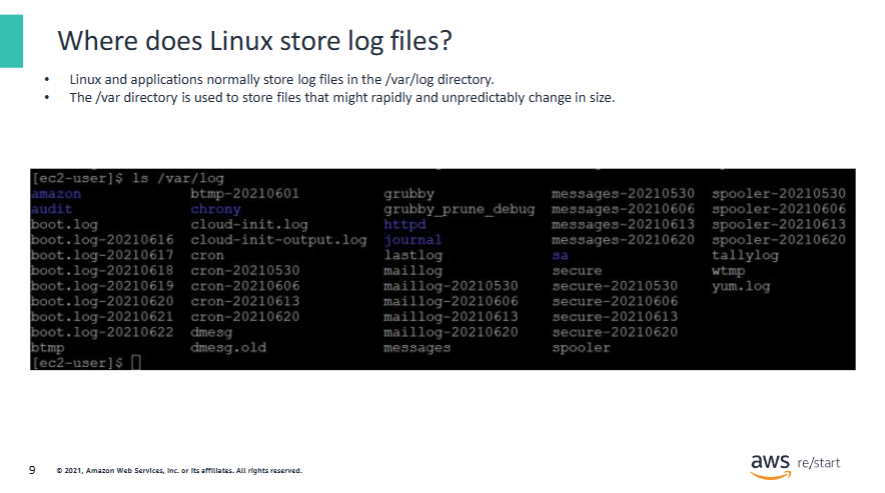 Where does Linux store log files?
• Linux and applications normally store log files in the /var/log directory.
• The /var directory is used to store files that might rapidly and unpredictably change in size.
[ec2-user]$ ls /var/log
amazon btmp-20210601 grubby messages-20210530 spooler-20210530
audit chrony grubby_prune_debug messages-20210606 spooler-20210606
boot.log cloud-init.log httpd messages-20210613 spooler-20210613
boot.log-20210616 cloud-init-output.log journal messages-20210620 spooler-20210620
boot.log-20210617 cron lastlog sa tallylog
boot.log-20210618 cron-20210530 maillog secure wtmp
boot.log-20210619 cron-20210606 maillog-20210530 secure-20210530 yum.log
boot.log-20210620 cron-20210613 maillog-20210606 secure-20210606
boot.log-20210621 cron-20210620 maillog-20210613 secure-20210613
boot.log-20210622 dmesg maillog-20210620 secure-20210620
btmp dmesg.old messages spooler
[ec2-user]$
9 © 2021, Amazon Web Services, Inc. or its affiliates. All rights reserved.
aws re/start